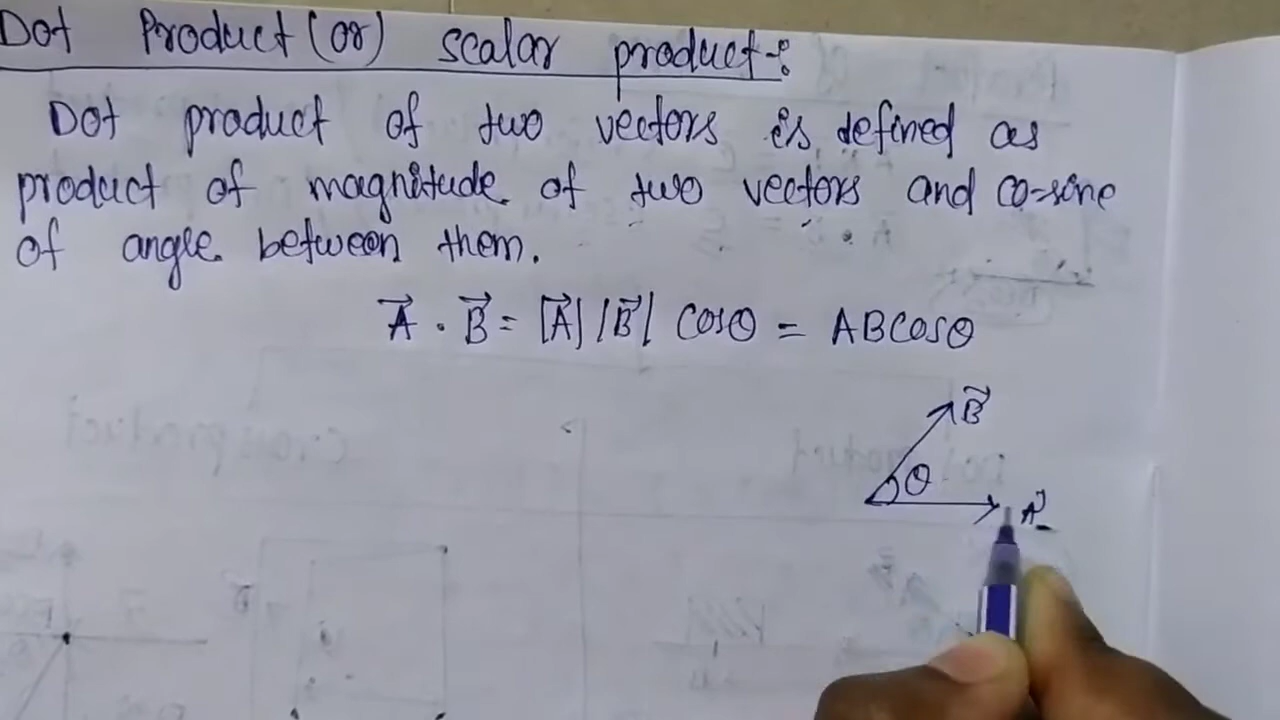 Dot Product (or) scalar product :-
Dot product of two vectors is defined as
product of magnitude of two vectors and co-sine
of angle between them.
A⃗ . B⃗ = |A⃗| |B⃗| Cosθ = ABCosθ
B⃗
θ
A⃗